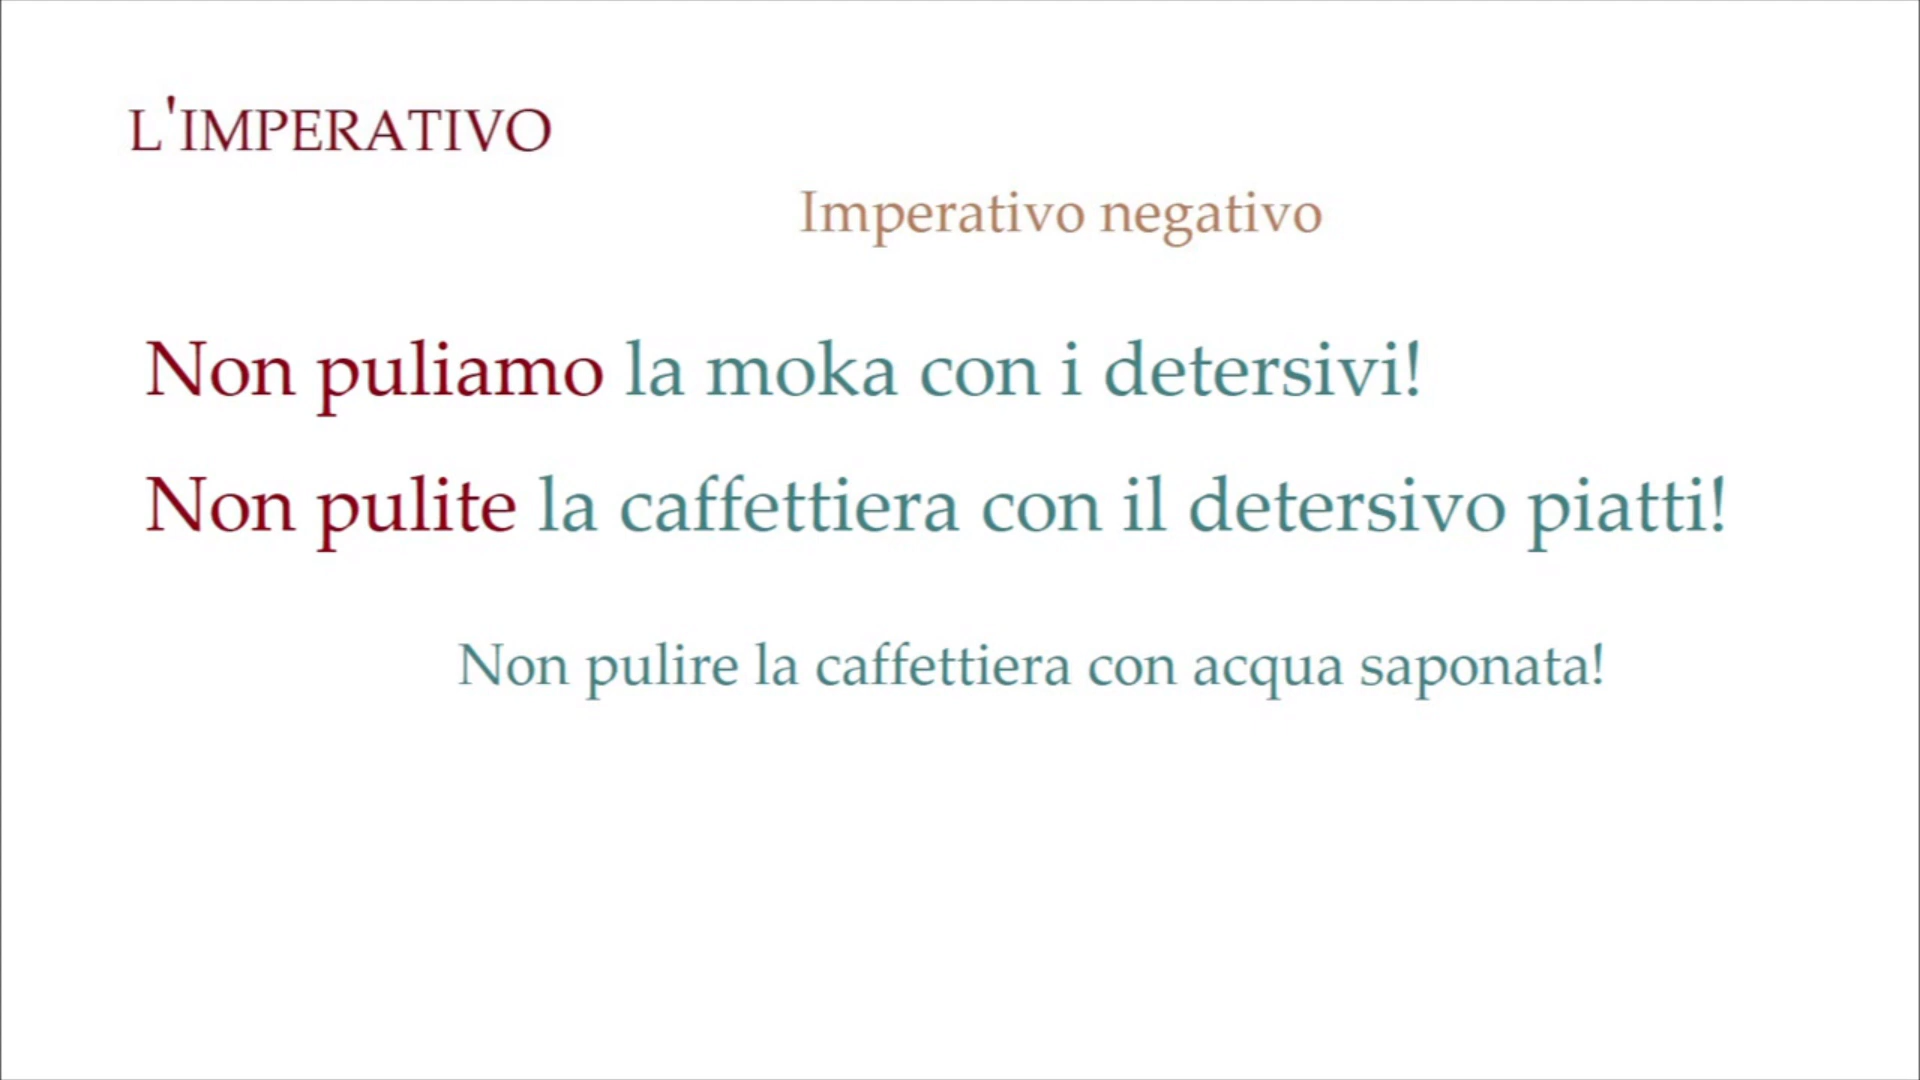 L'IMPERATIVO
Imperativo negativo
Non puliamo la moka con i detersivi!
Non pulite la caffettiera con il detersivo piatti!
Non pulire la caffettiera con acqua saponata!